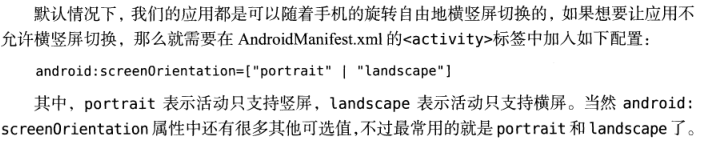 默认情况下，我们的应用都是可以随着手机的旋转自由地横竖屏切换的，如果想要让应用不
允许横竖屏切换，那么就需要在 AndroidManifest.xml 的<activity>标签中加入如下配置：
android:screenOrientation=["portrait" | "landscape"]
其中，portrait 表示活动只支持竖屏，landscape 表示活动只支持横屏。当然 android:
screenOrientation 属性中还有很多其他可选值，不过最常用的就是 portrait 和 landscape 了。